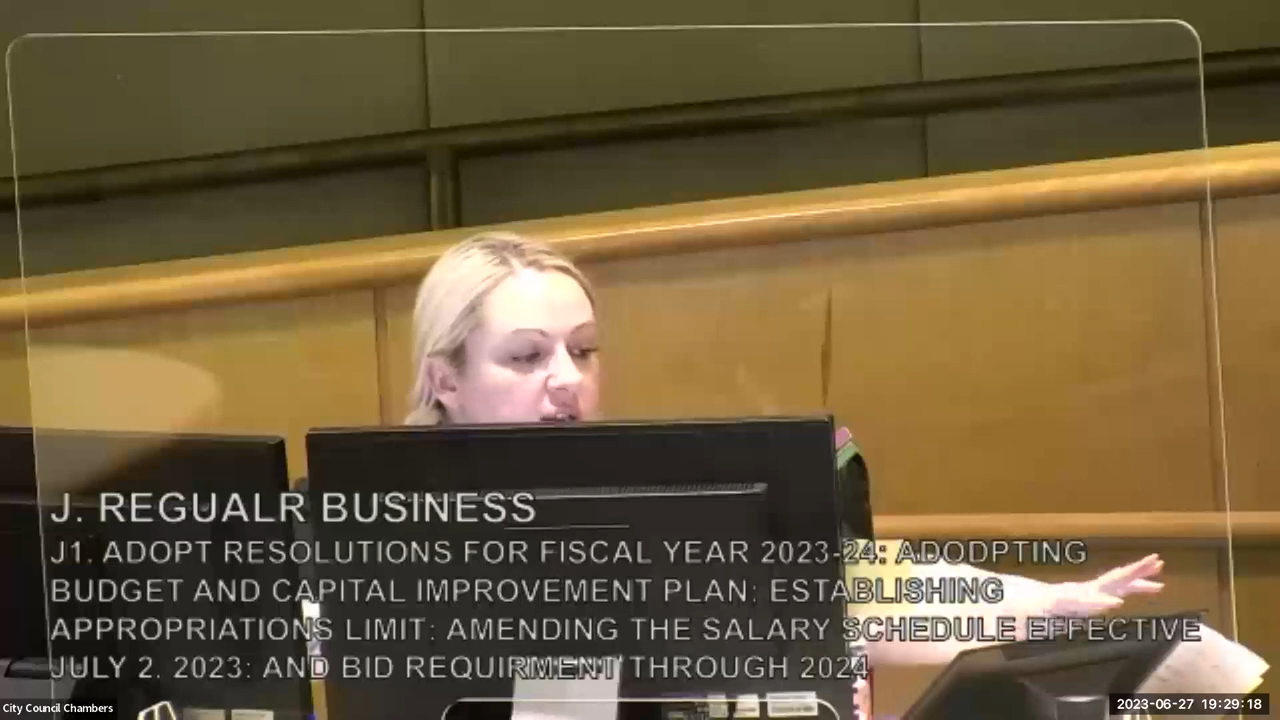 J. REGUALR BUSINESS
J1. ADOPT RESOLUTIONS FOR FISCAL YEAR 2023-24: ADODPTING
BUDGET AND CAPITAL IMPROVEMENT PLAN: ESTABLISHING
APPROPRIATIONS LIMIT: AMENDING THE SALARY SCHEDULE EFFECTIVE
JULY 2. 2023: AND BID REQUIRMENT THROUGH 2024
City Council Chambers
2023-06-27 19:29:18